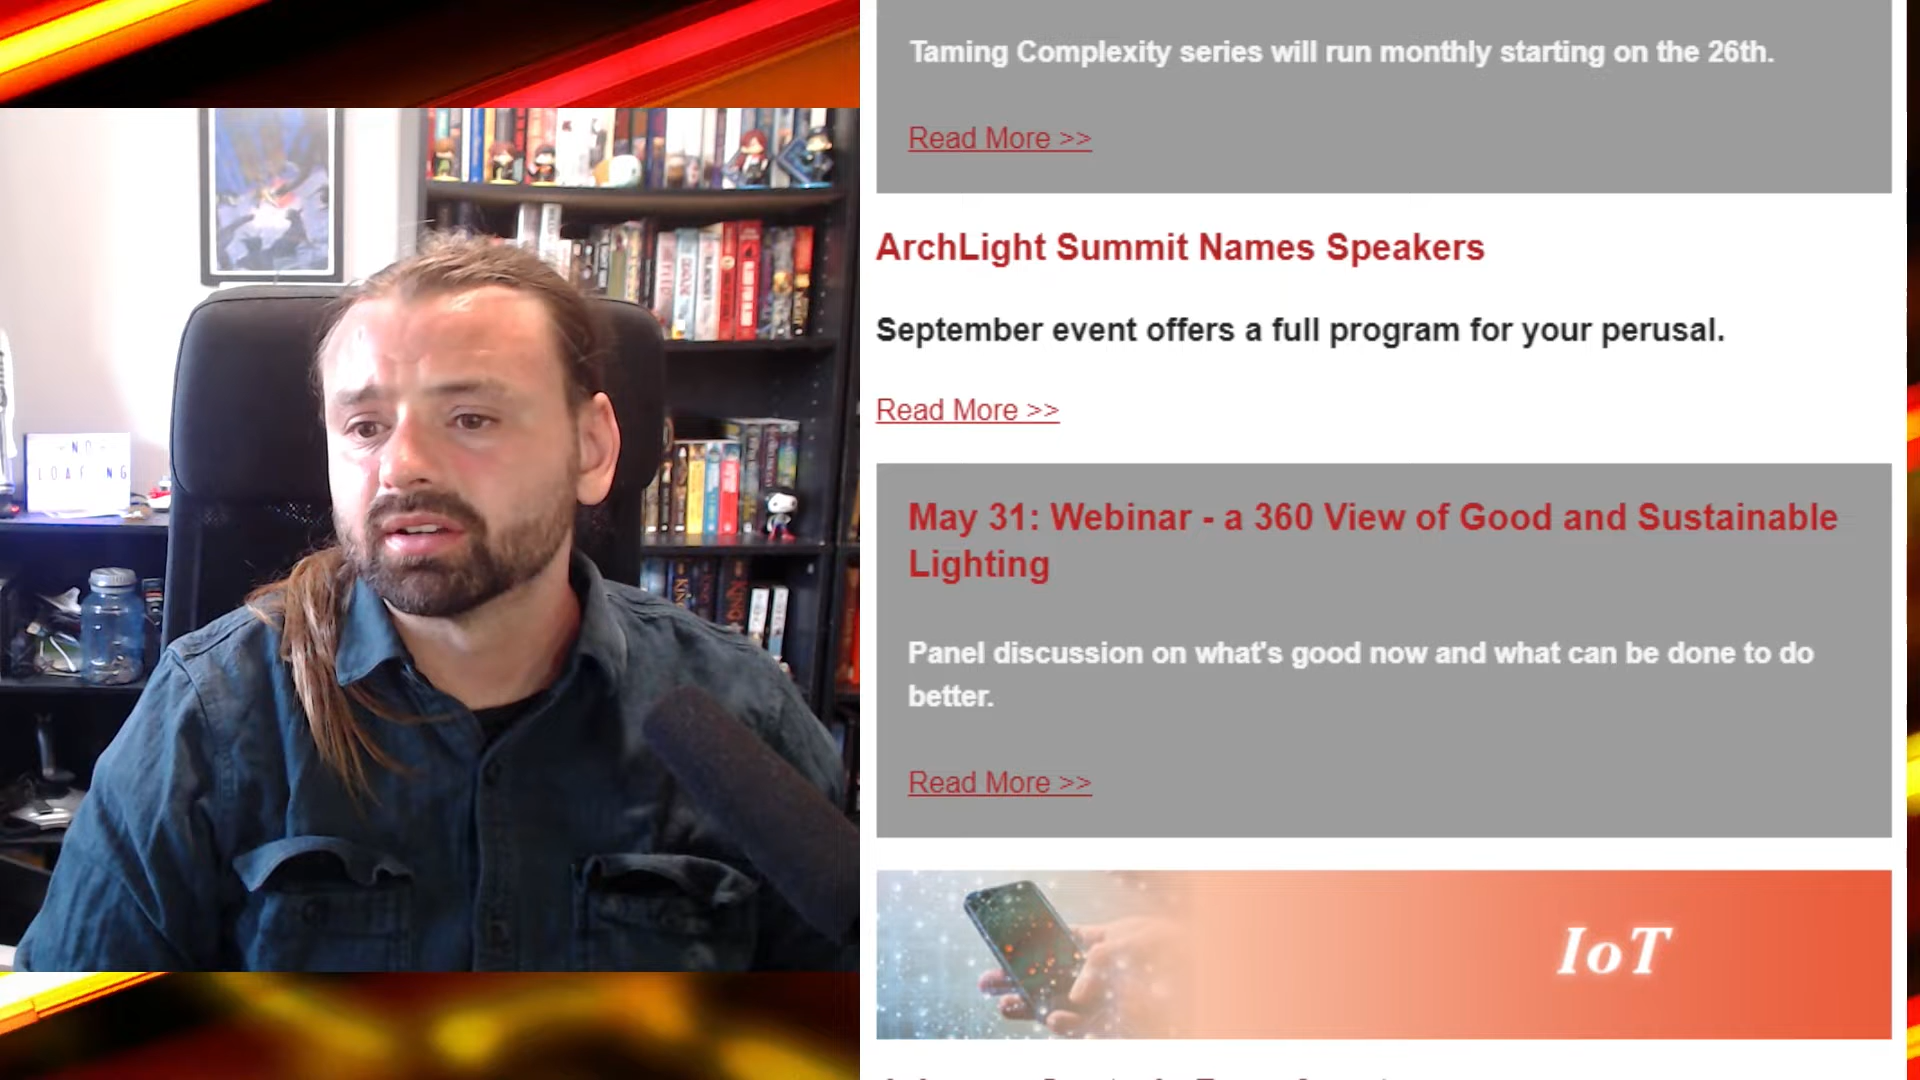 Taming Complexity series will run monthly starting on the 26th.
Read More >>
ArchLight Summit Names Speakers
September event offers a full program for your perusal.
Read More >>
May 31: Webinar - a 360 View of Good and Sustainable
Lighting
Panel discussion on what's good now and what can be done to do
better.
Read More >>
IoT